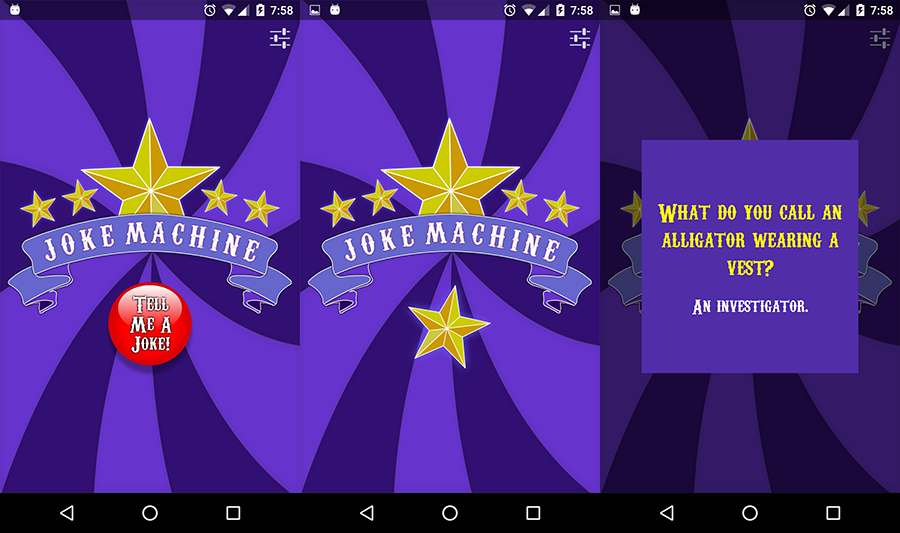 7:58
JOKE MACHINE
TELL
ME A
JOKE!
7:58
JOKE MACHINE
7:58
WHAT DO YOU CALL AN
ALLIGATOR WEARING A
VEST?
AN INVESTIGATOR.